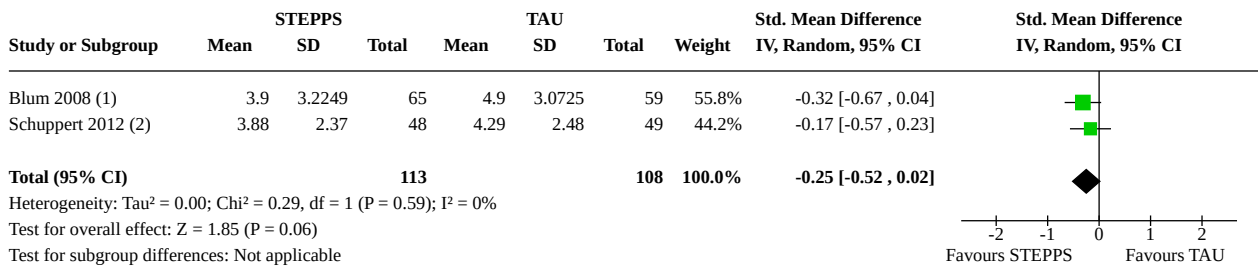 STEPPS TAU Std. Mean Difference Std. Mean Difference
Study or Subgroup Mean SD Total Mean SD Total Weight IV, Random, 95% CI IV, Random, 95% CI
Blum 2008 (1) 3.9 3.2249 65 4.9 3.0725 59 55.8% -0.32 [-0.67 , 0.04]
Schuppert 2012 (2) 3.88 2.37 48 4.29 2.48 49 44.2% -0.17 [-0.57 , 0.23]
Total (95% CI) 113 108 100.0% -0.25 [-0.52 , 0.02]
Heterogeneity: Tau² = 0.00; Chi² = 0.29, df = 1 (P = 0.59); I² = 0%
Test for overall effect: Z = 1.85 (P = 0.06)
-2 -1 0 1 2
Test for subgroup differences: Not applicable Favours STEPPS Favours TAU